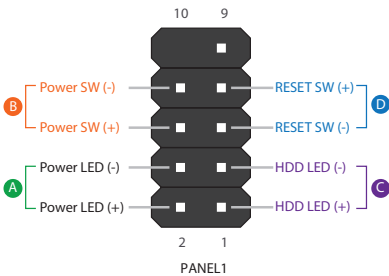 10 9
Power SW (-) RESET SW (+)
B D
Power SW (+) RESET SW (-)
Power LED (-) HDD LED (-)
A C
Power LED (+) HDD LED (+)
2 1
PANEL1